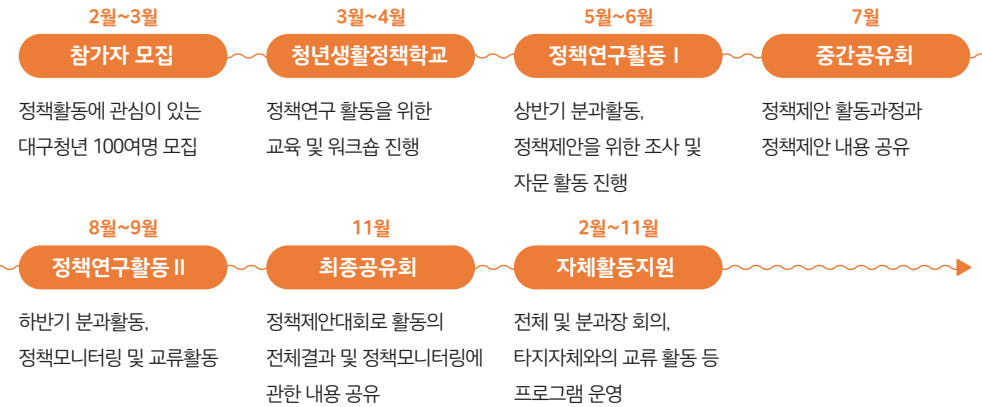 2월~3월
참가자 모집
정책활동에 관심이 있는
대구청년 100여명 모집
3월~4월
청년생활정책학교
정책연구 활동을 위한
교육 및 워크숍 진행
5월~6월
정책연구활동 Ⅰ
상반기 분과활동,
정책제안을 위한 조사 및
자문 활동 진행
7월
중간공유회
정책제안 활동과정과
정책제안 내용 공유
8월~9월
정책연구활동 Ⅱ
하반기 분과활동,
정책모니터링 및 교류활동
11월
최종공유회
정책제안대회로 활동의
전체결과 및 정책모니터링에
관한 내용 공유
2월~11월
자체활동지원
전체 및 분과장 회의,
타지자체와의 교류 활동 등
프로그램 운영